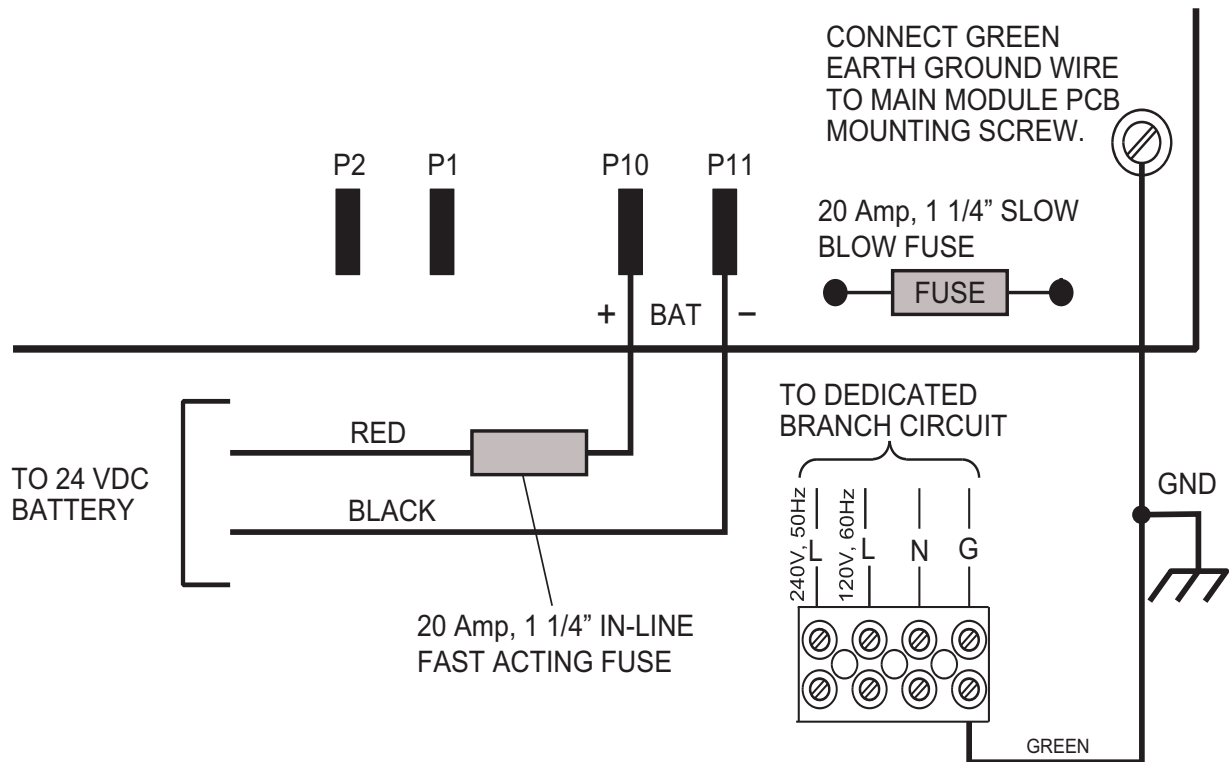 CONNECT GREEN
EARTH GROUND WIRE
TO MAIN MODULE PCB
MOUNTING SCREW.
P2
P1
P10
P11
20 Amp, 1 1/4” SLOW
BLOW FUSE
FUSE
+ BAT –
TO DEDICATED
BRANCH CIRCUIT
RED
TO 24 VDC
BATTERY
BLACK
GND
240V, 50Hz
L
120V, 60Hz
L
N
G
20 Amp, 1 1/4” IN-LINE
FAST ACTING FUSE
GREEN